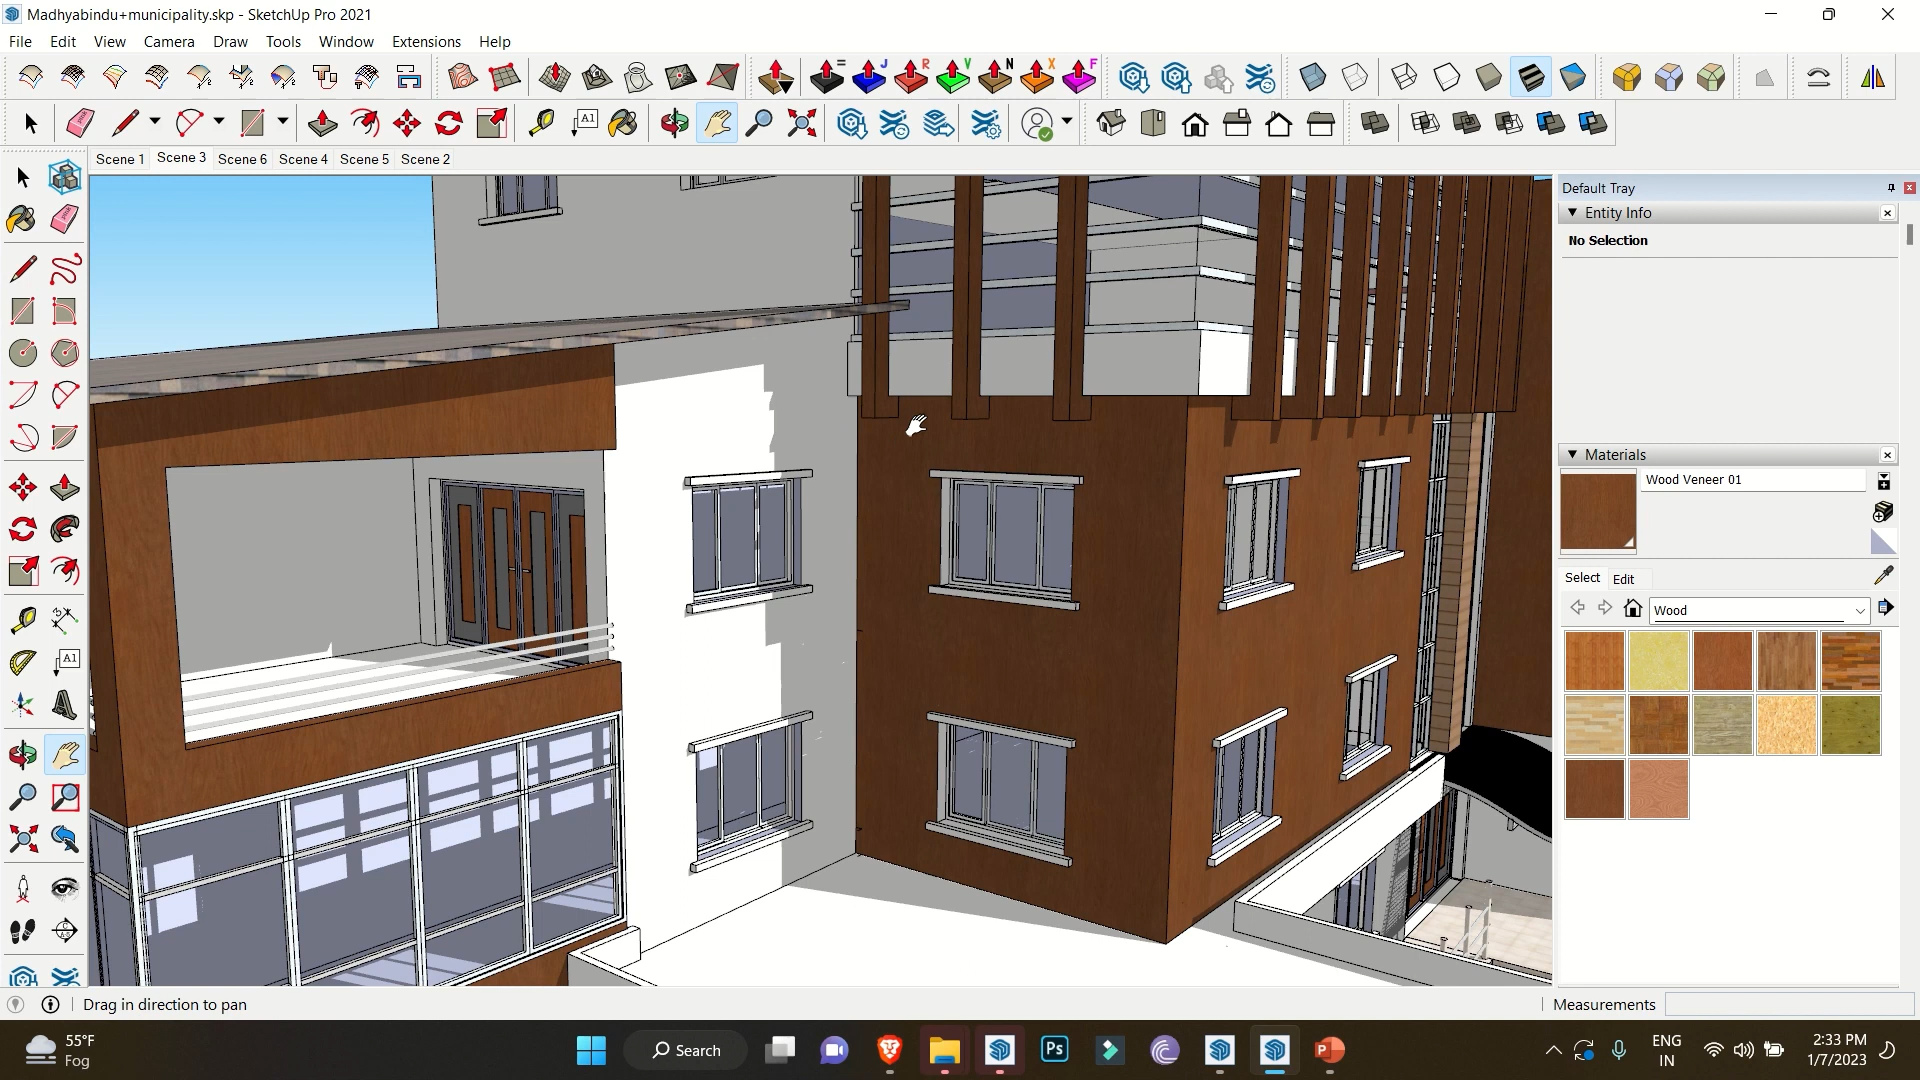 Madhyabindu+municipality.skp - SketchUp Pro 2021
File Edit View Camera Draw Tools Window Extensions Help
= J R V N X F
A1
Scene 1 Scene 3 Scene 6 Scene 4 Scene 5 Scene 2
Default Tray
Entity Info
No Selection
Materials
Wood Veneer 01
Select Edit
Wood
A1
Drag in direction to pan
Measurements
55°F
Fog
Search
Ps
ENG
IN
2:33 PM
1/7/2023